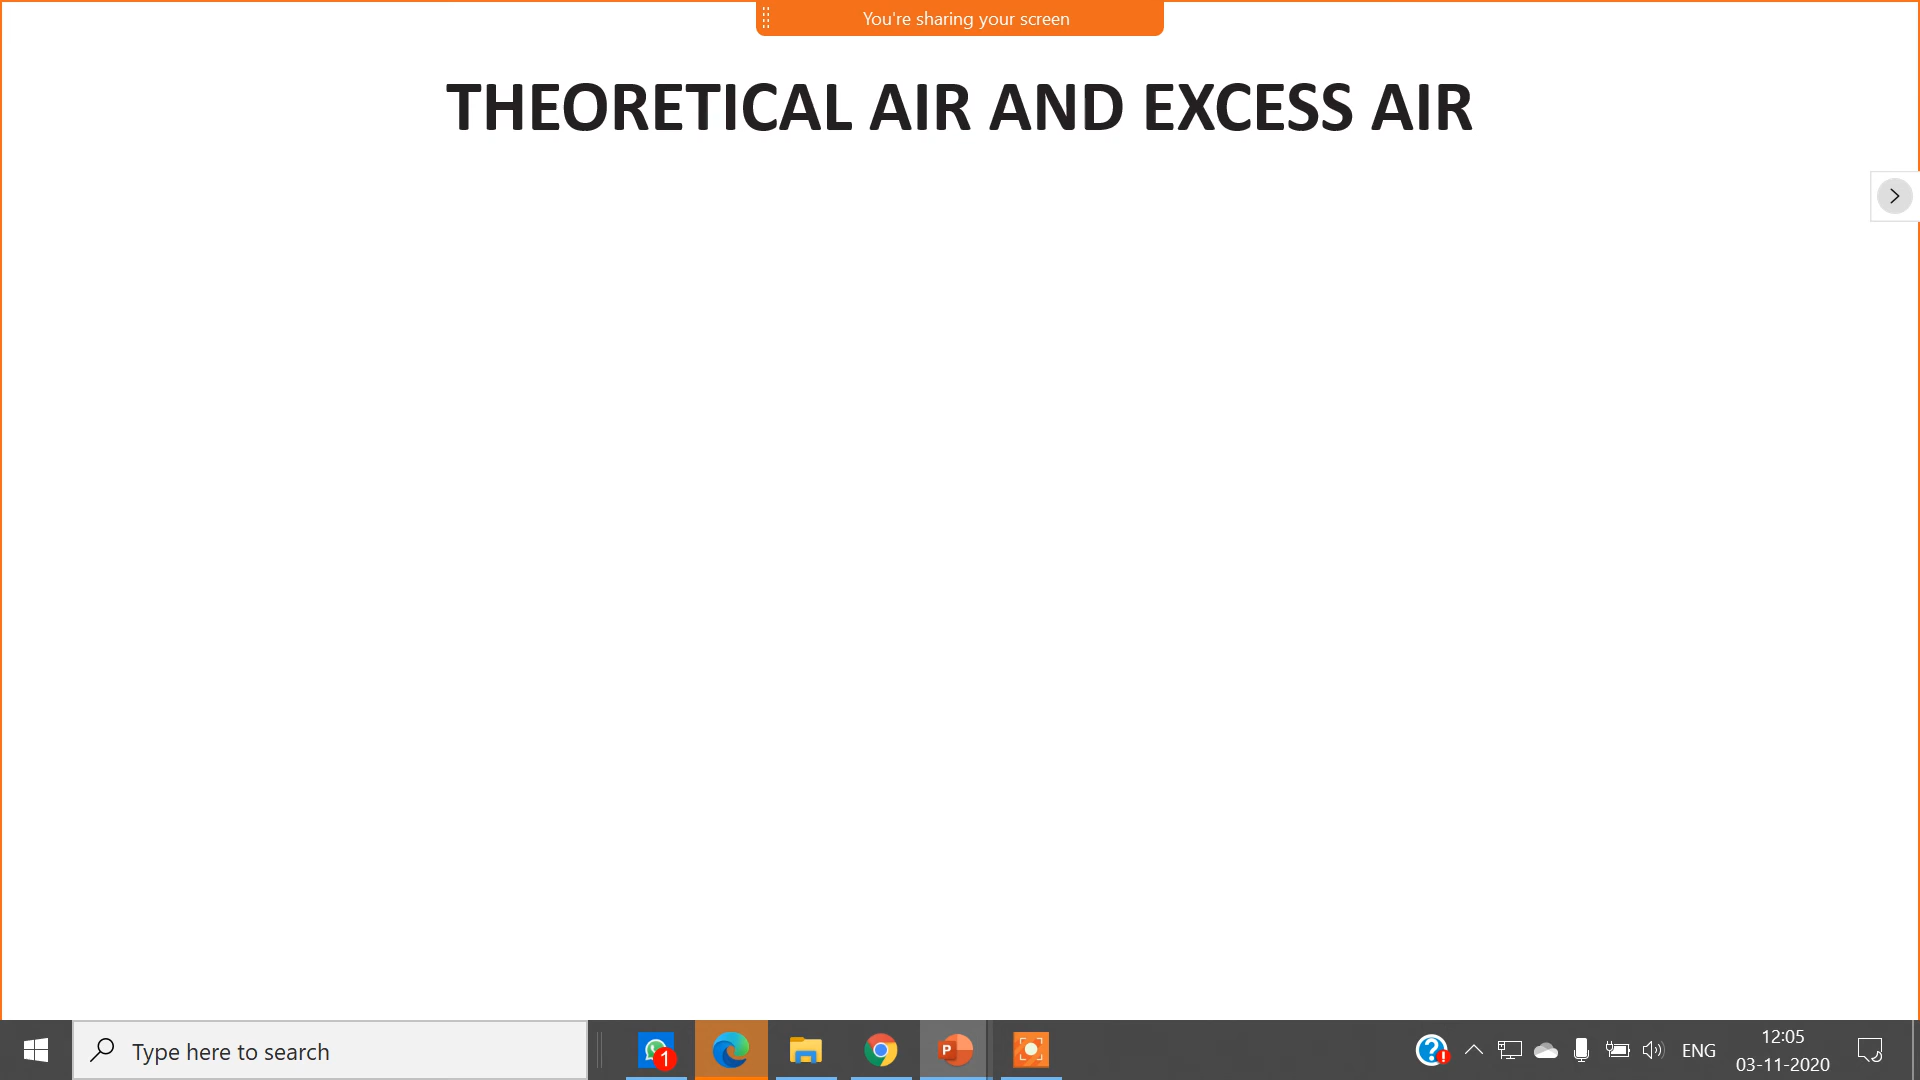 You're sharing your screen
THEORETICAL AIR AND EXCESS AIR
Type here to search
1
P
ENG
12:05
03-11-2020